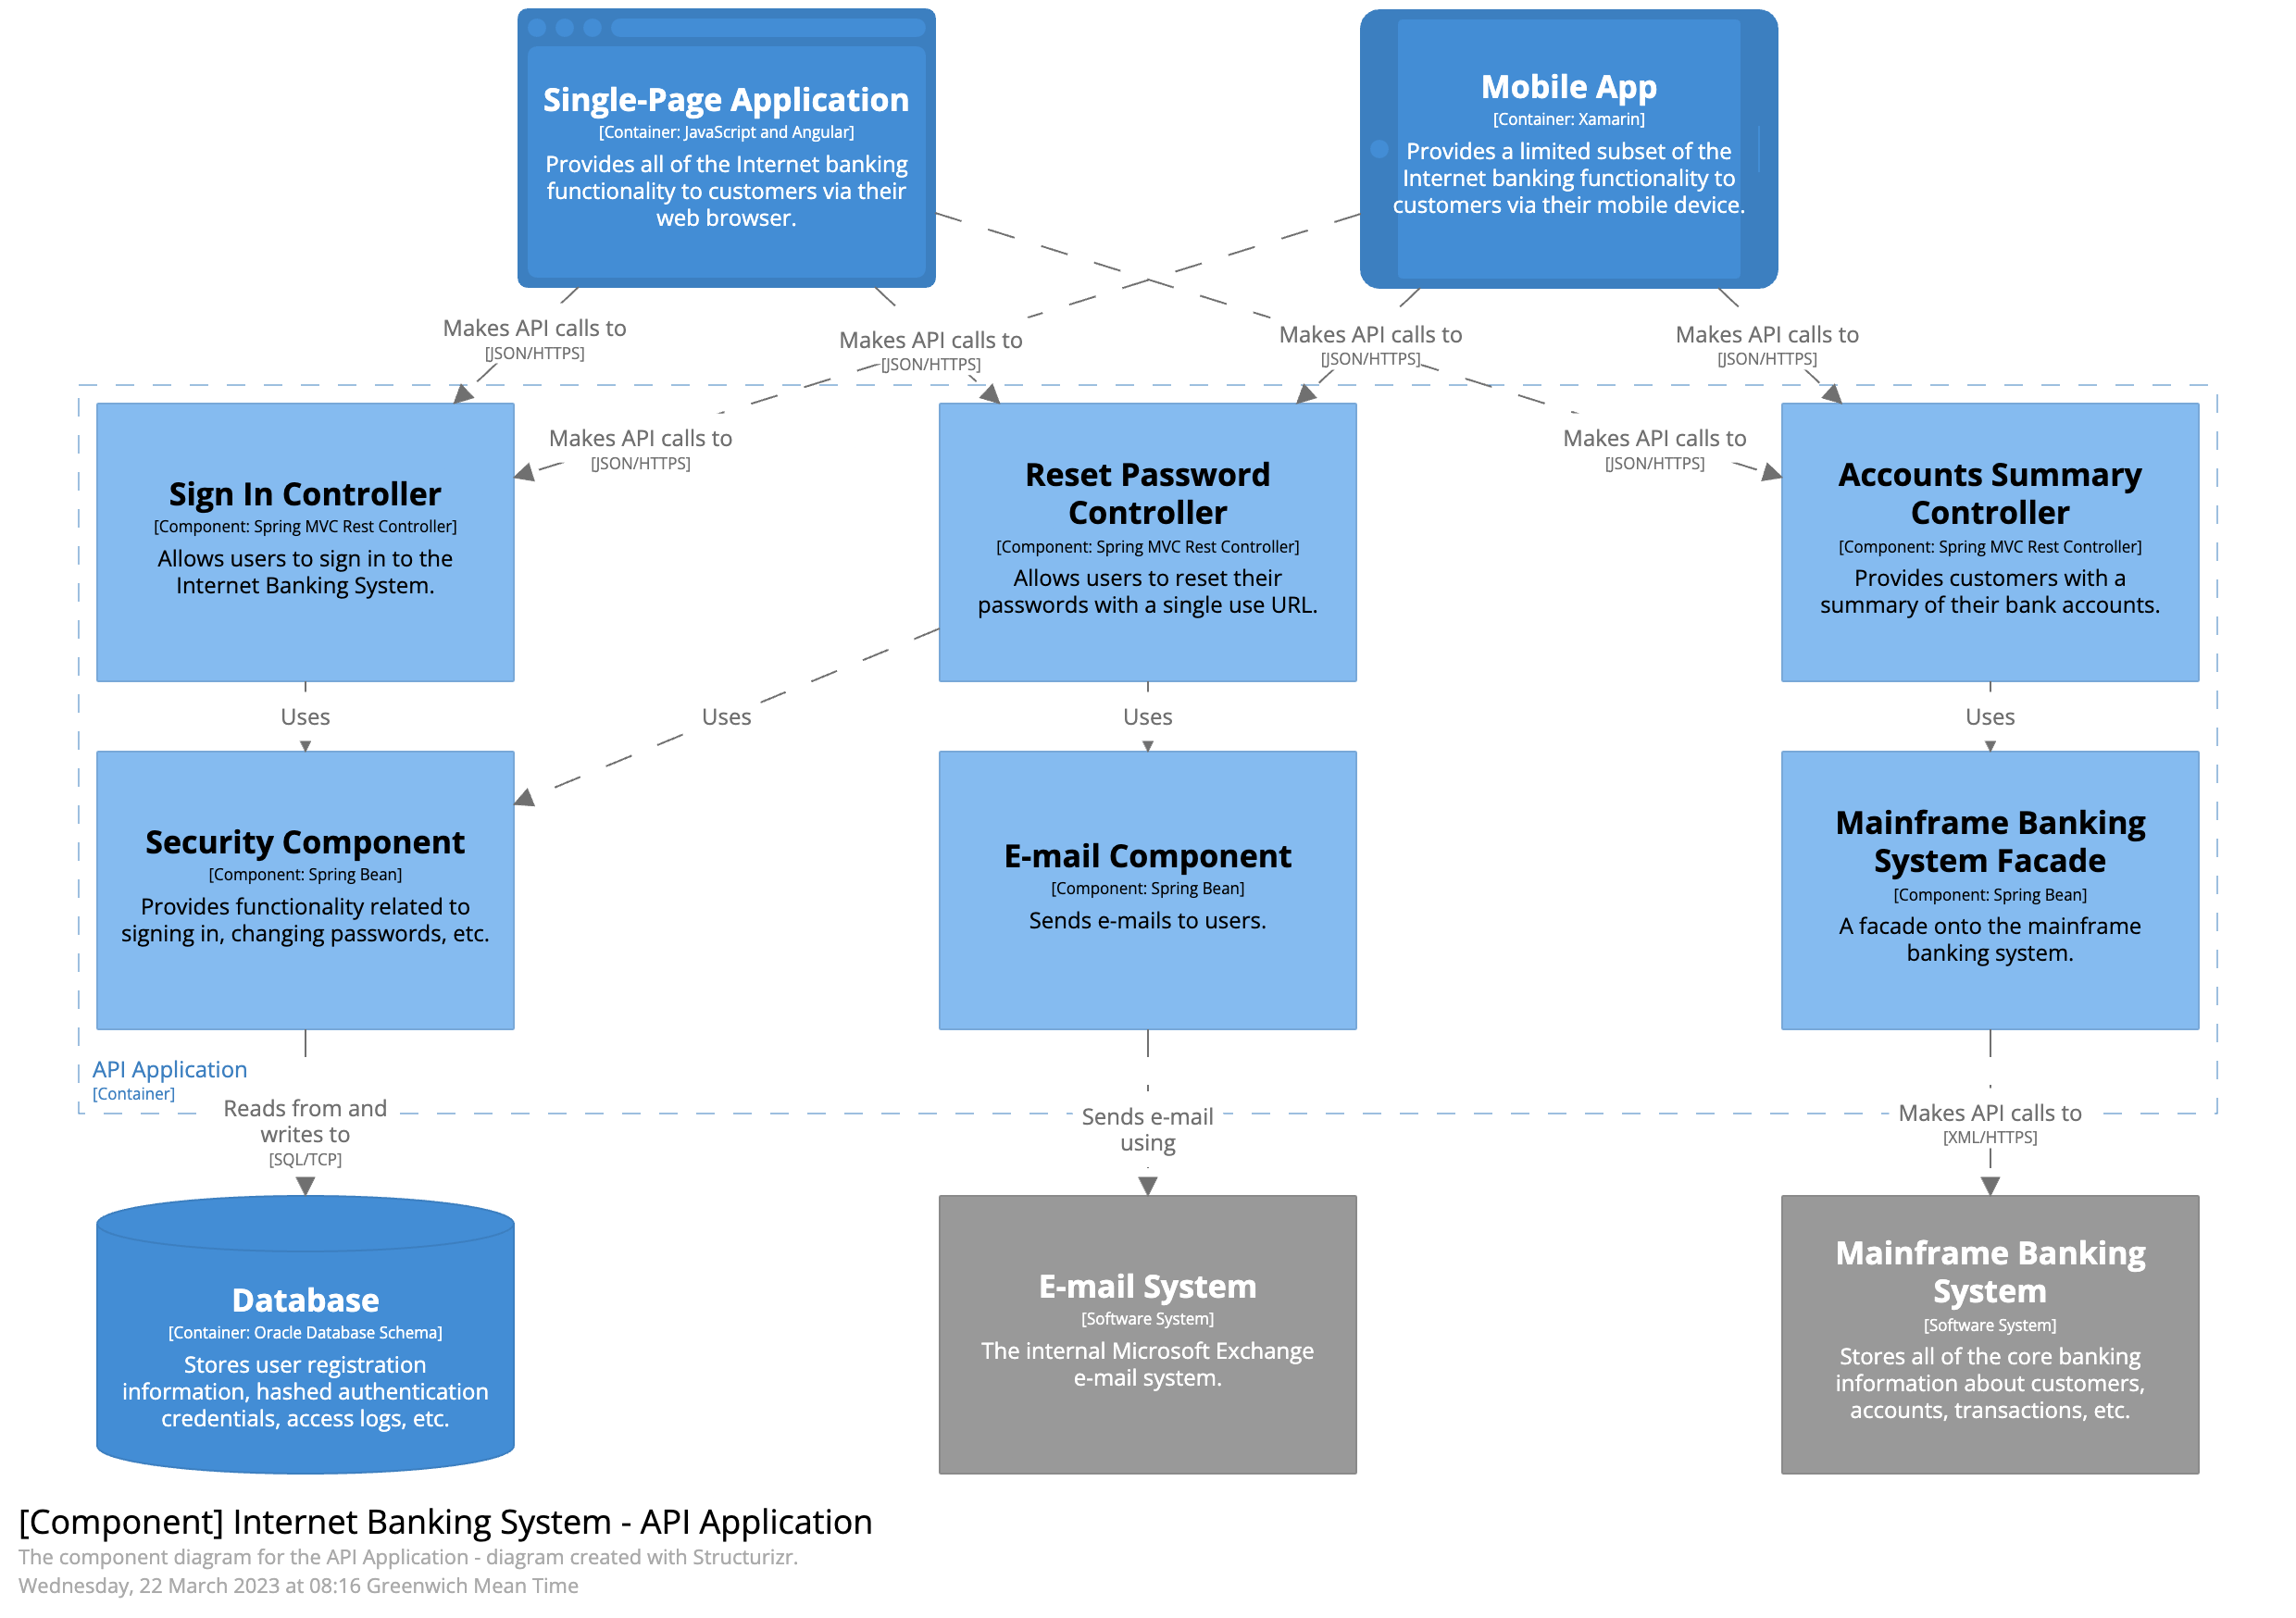 Single-Page Application
[Container: JavaScript and Angular]
Provides all of the Internet banking
functionality to customers via their
web browser.
Mobile App
[Container: Xamarin]
Provides a limited subset of the
Internet banking functionality to
customers via their mobile device.
Makes API calls to
[JSON/HTTPS]
Makes API calls to
[JSON/HTTPS]
Makes API calls to
[JSON/HTTPS]
Makes API calls to
[JSON/HTTPS]
Makes API calls to
[JSON/HTTPS]
Makes API calls to
[JSON/HTTPS]
Sign In Controller
[Component: Spring MVC Rest Controller]
Allows users to sign in to the
Internet Banking System.
Reset Password
Controller
[Component: Spring MVC Rest Controller]
Allows users to reset their
passwords with a single use URL.
Accounts Summary
Controller
[Component: Spring MVC Rest Controller]
Provides customers with a
summary of their bank accounts.
Uses
Uses
Uses
Uses
Security Component
[Component: Spring Bean]
Provides functionality related to
signing in, changing passwords, etc.
E-mail Component
[Component: Spring Bean]
Sends e-mails to users.
Mainframe Banking
System Facade
[Component: Spring Bean]
A facade onto the mainframe
banking system.
API Application
[Container]
Reads from and
writes to
[SQL/TCP]
Sends e-mail
using
Makes API calls to
[XML/HTTPS]
Database
[Container: Oracle Database Schema]
Stores user registration
information, hashed authentication
credentials, access logs, etc.
E-mail System
[Software System]
The internal Microsoft Exchange
e-mail system.
Mainframe Banking
System
[Software System]
Stores all of the core banking
information about customers,
accounts, transactions, etc.
[Component] Internet Banking System - API Application
The component diagram for the API Application - diagram created with Structurizr.
Wednesday, 22 March 2023 at 08:16 Greenwich Mean Time